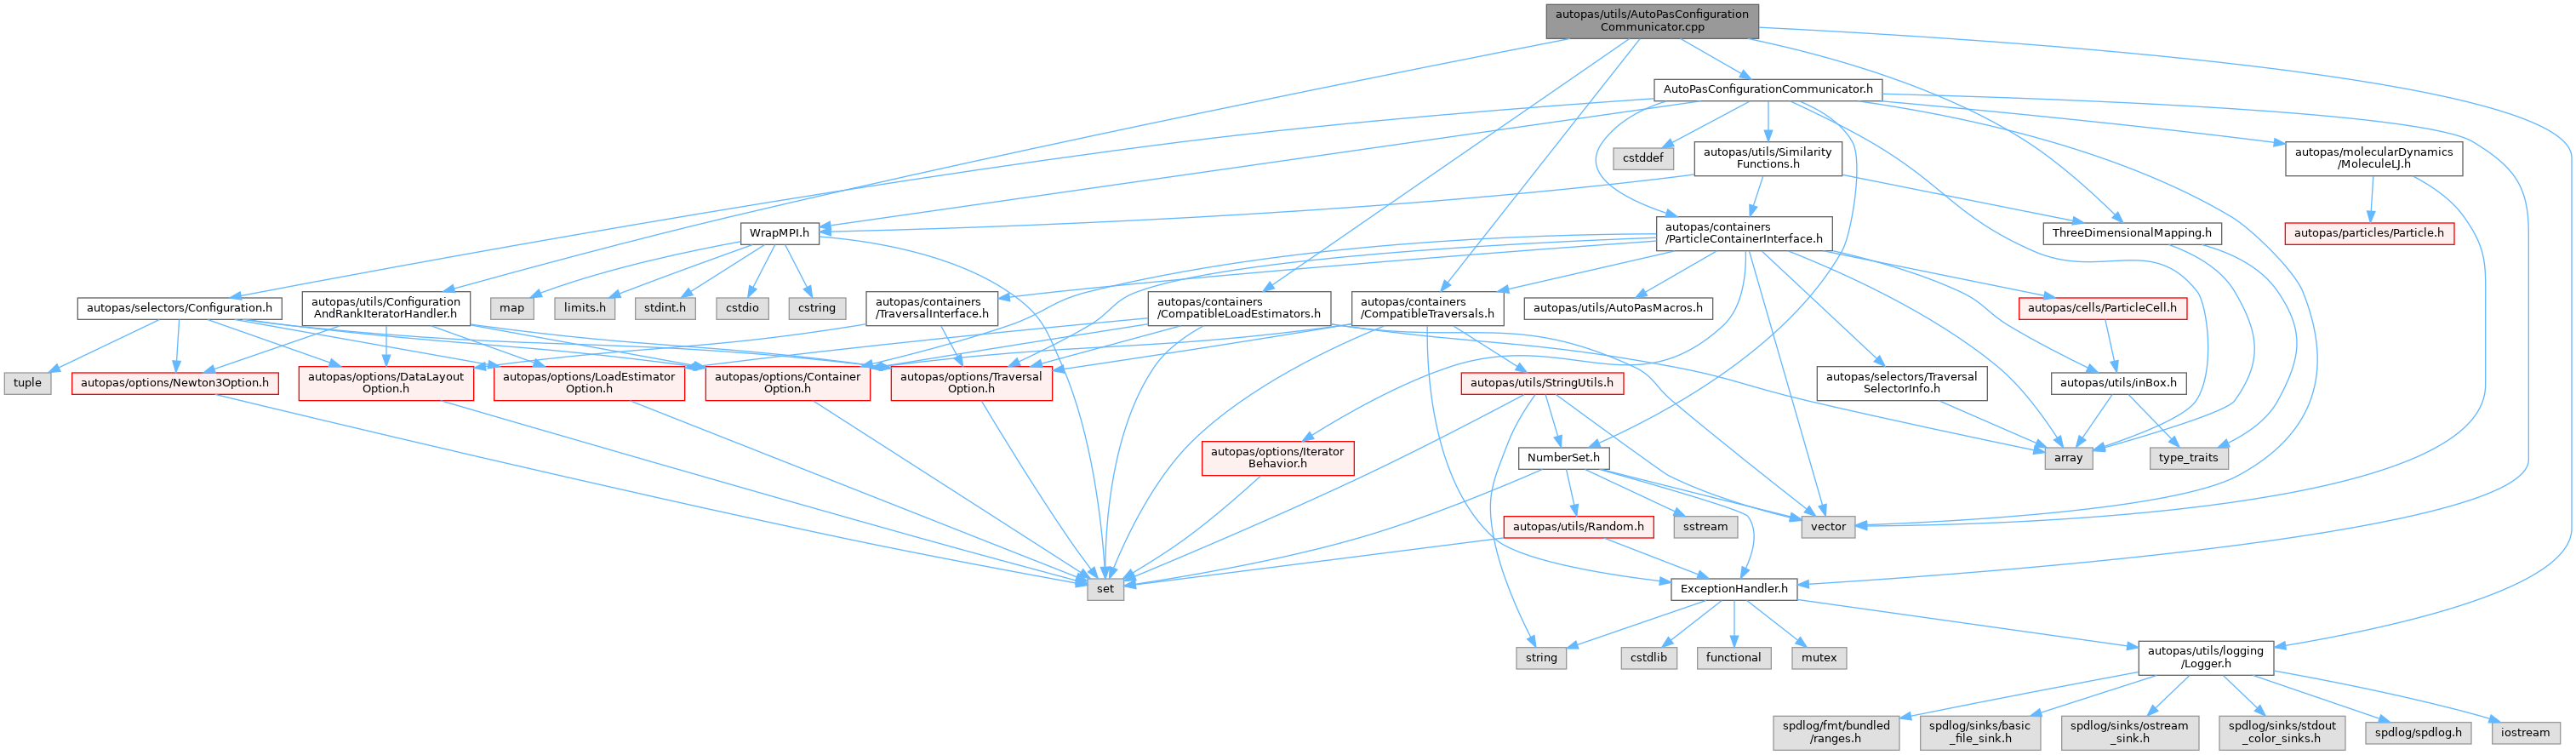 autopas/utils/AutoPasConfiguration
Communicator.cpp
AutoPasConfigurationCommunicator.h
cstddef
autopas/utils/Similarity
Functions.h
autopas/molecularDynamics
/MoleculeLJ.h
WrapMPI.h
autopas/containers
/ParticleContainerInterface.h
ThreeDimensionalMapping.h
autopas/particles/Particle.h
autopas/selectors/Configuration.h
autopas/utils/Configuration
AndRankIteratorHandler.h
map
limits.h
stdint.h
cstdio
cstring
autopas/containers
/TraversalInterface.h
autopas/containers
/CompatibleLoadEstimators.h
autopas/containers
/CompatibleTraversals.h
autopas/utils/AutoPasMacros.h
autopas/cells/ParticleCell.h
tuple
autopas/options/Newton3Option.h
autopas/options/DataLayout
Option.h
autopas/options/LoadEstimator
Option.h
autopas/options/Container
Option.h
autopas/options/Traversal
Option.h
autopas/utils/StringUtils.h
autopas/selectors/Traversal
SelectorInfo.h
autopas/utils/inBox.h
autopas/options/Iterator
Behavior.h
NumberSet.h
array
type_traits
autopas/utils/Random.h
sstream
vector
set
ExceptionHandler.h
string
cstdlib
functional
mutex
autopas/utils/logging
/Logger.h
spdlog/fmt/bundled
/ranges.h
spdlog/sinks/basic
_file_sink.h
spdlog/sinks/ostream
_sink.h
spdlog/sinks/stdout
_color_sinks.h
spdlog/spdlog.h
iostream